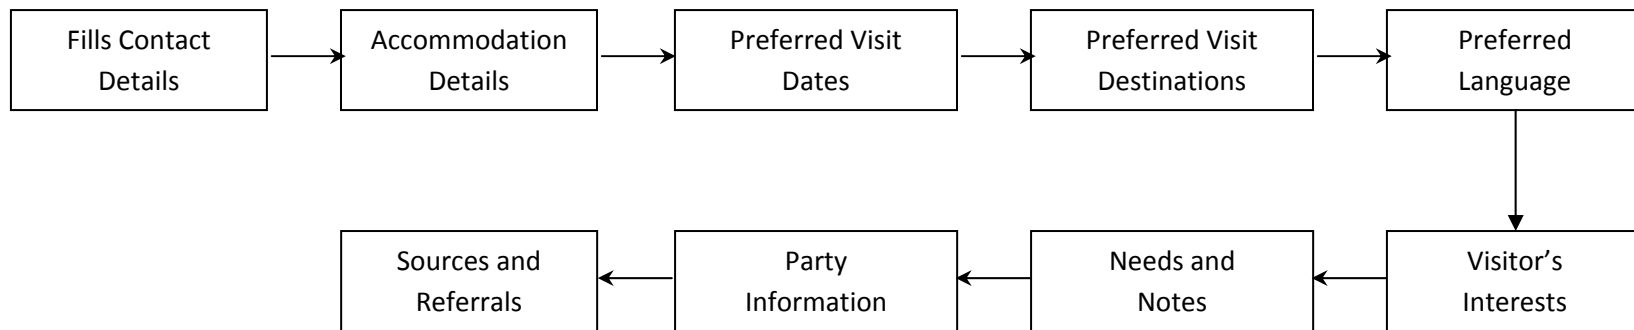 Fills Contact
Details
Accommodation
Details
Preferred Visit
Dates
Preferred Visit
Destinations
Preferred
Language
Visitor’s
Interests
Needs and
Notes
Party
Information
Sources and
Referrals